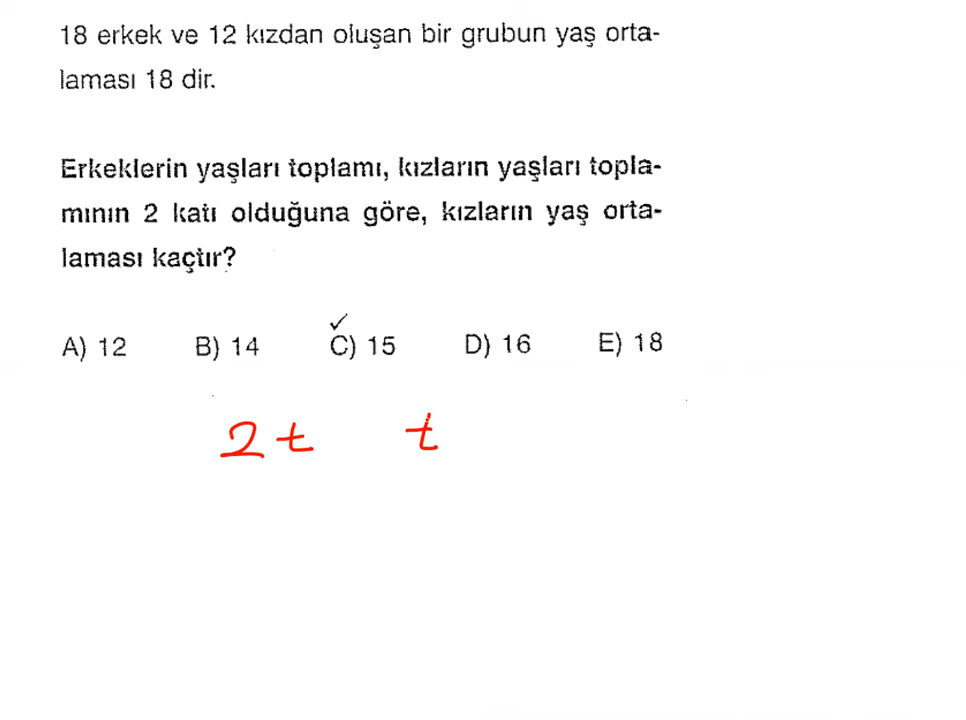 18 erkek ve 12 kızdan oluşan bir grubun yaş orta-
laması 18 dir.
Erkeklerin yaşları toplamı, kızların yaşları topla-
mının 2 katı olduğuna göre, kızların yaş orta-
laması kaçtır?
A) 12 B) 14 C) 15 D) 16 E) 18
2t t